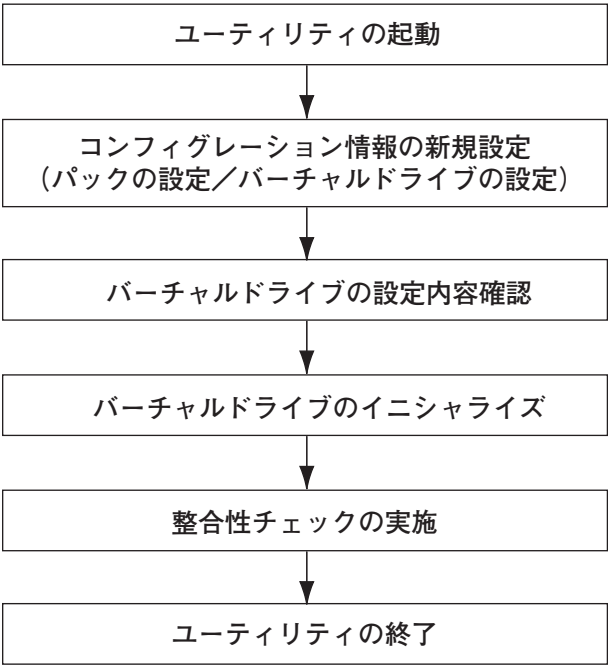 ユーティリティの起動
コンフィグレーション情報の新規設定
（パックの設定／バーチャルドライブの設定）
バーチャルドライブの設定内容確認
バーチャルドライブのイニシャライズ
整合性チェックの実施
ユーティリティの終了